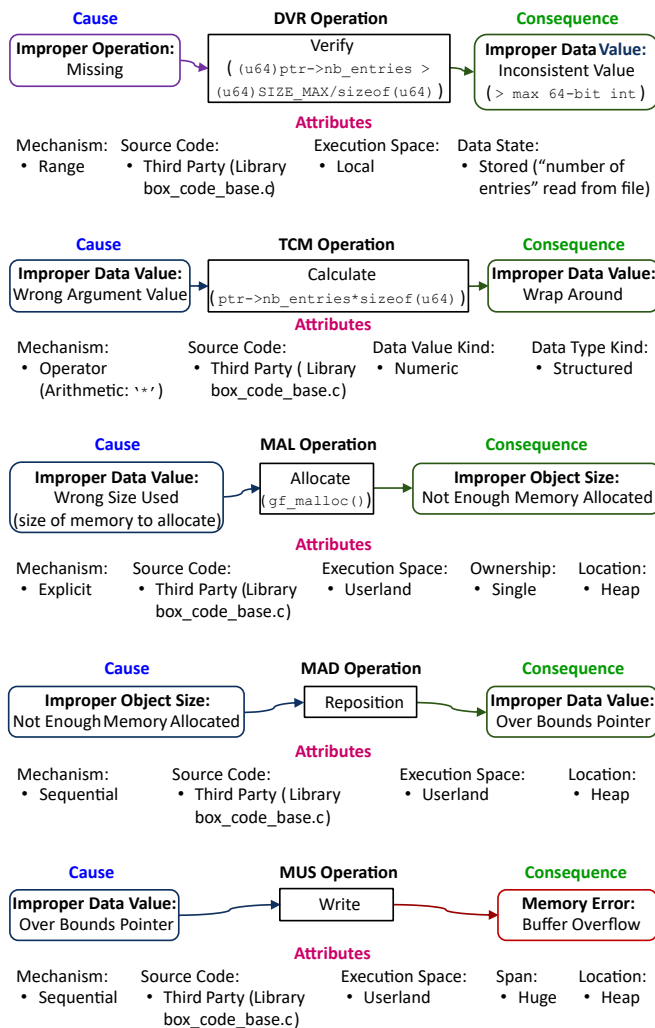 Cause DVR Operation Consequence
Improper Operation: Verify Improper Data Value:
Missing ((u64)ptr->nb_entries > Inconsistent Value
(u64)SIZE_MAX/sizeof(u64)) (> max 64-bit int)
Attributes
Mechanism: Source Code: Execution Space: Data State:
• Range • Third Party (Library • Local • Stored (“number of
box_code_base.c) entries” read from file)
Cause TCM Operation Consequence
Improper Data Value: Calculate Improper Data Value:
Wrong Argument Value (ptr->nb_entries*sizeof(u64)) Wrap Around
Attributes
Mechanism: Source Code: Data Value Kind: Data Type Kind:
• Operator • Third Party ( Library • Numeric • Structured
(Arithmetic: ‘*’) box_code_base.c)
Cause MAL Operation Consequence
Improper Data Value: Allocate Improper Object Size:
Wrong Size Used (gf_malloc()) Not Enough Memory Allocated
(size of memory to allocate)
Attributes
Mechanism: Source Code: Execution Space: Ownership: Location:
• Explicit • Third Party (Library • Userland • Single • Heap
box_code_base.c)
Cause MAD Operation Consequence
Improper Object Size: Reposition Improper Data Value:
Not Enough Memory Allocated Over Bounds Pointer
Attributes
Mechanism: Source Code: Execution Space: Location:
• Sequential • Third Party ( Library • Userland • Heap
box_code_base.c)
Cause MUS Operation Consequence
Improper Data Value: Write Memory Error:
Over Bounds Pointer Buffer Overflow
Attributes
Mechanism: Source Code: Execution Space: Span: Location:
• Sequential • Third Party (Library • Userland • Huge • Heap
box_code_base.c)